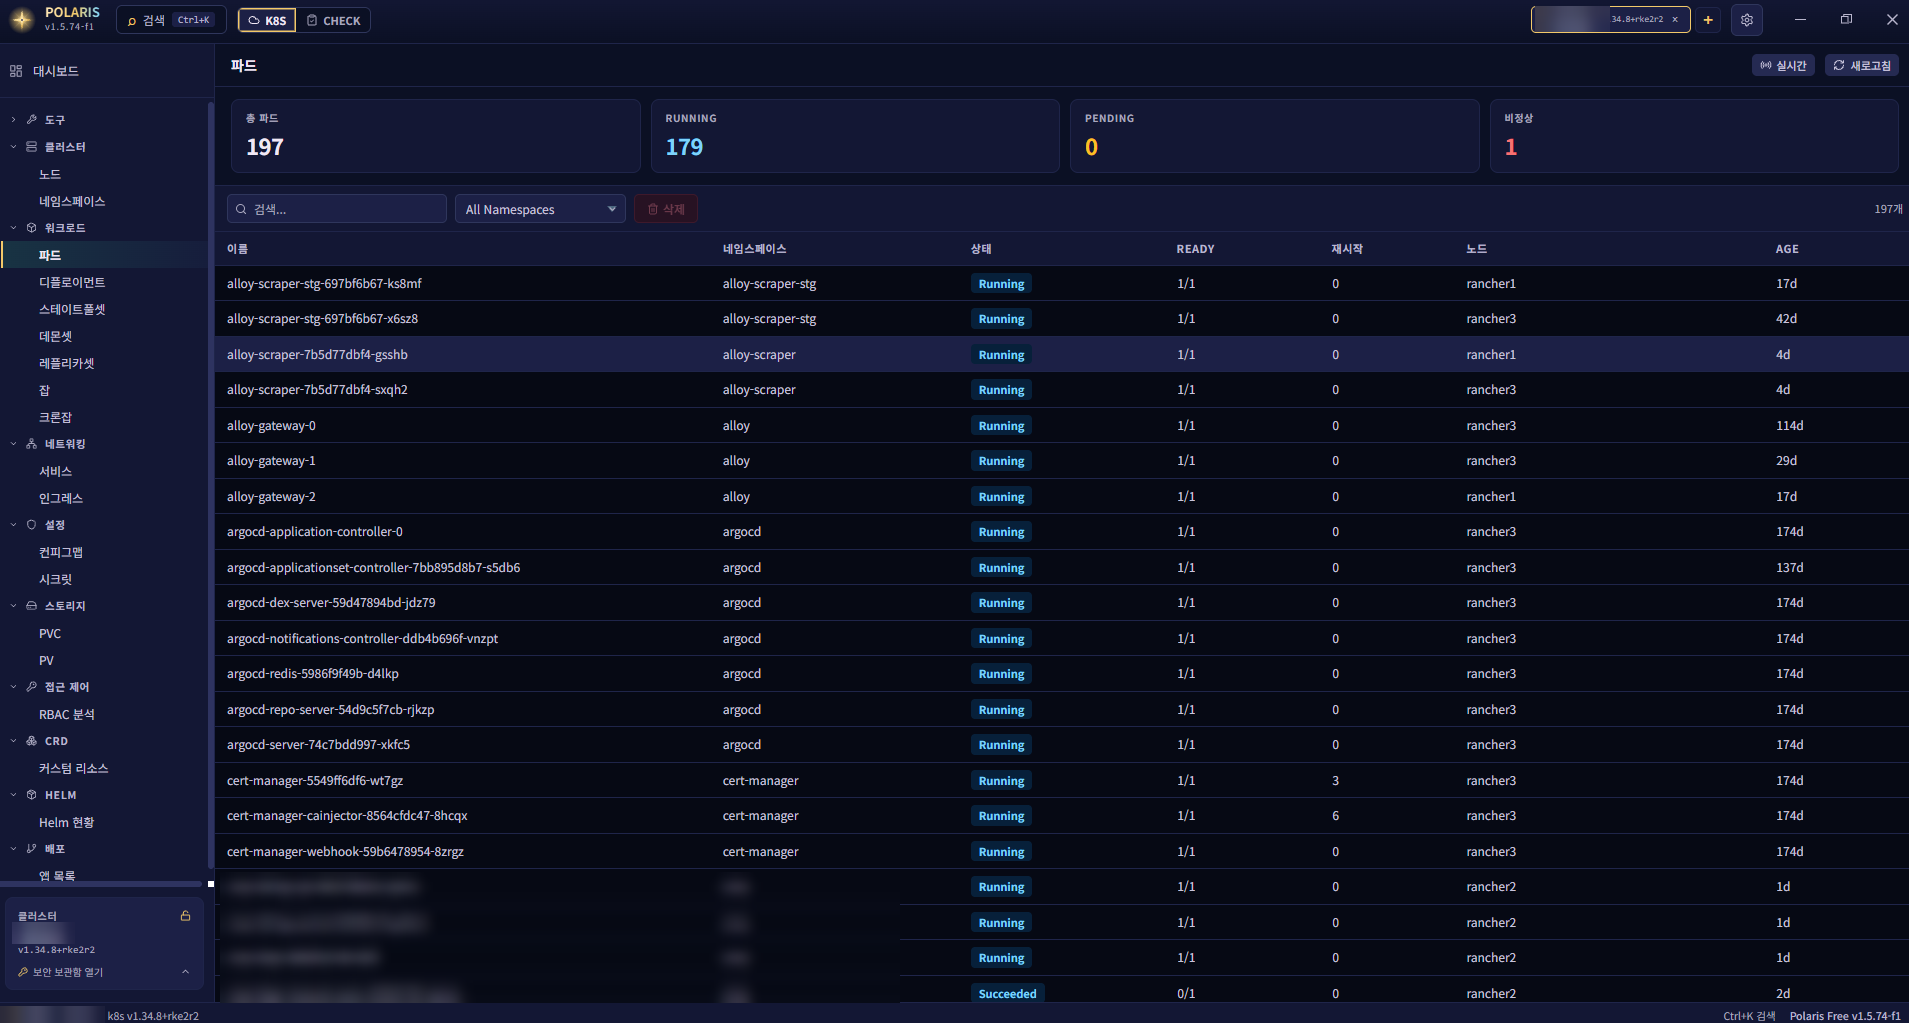 POLARIS
v1.5.74-f1
검색 Ctrl+K
K8S
CHECK
34.8+rke2r2 ×
대시보드
파드
실시간
새로고침
총 파드
197
RUNNING
179
PENDING
0
비정상
1
도구
클러스터
노드
네임스페이스
워크로드
파드
디플로이먼트
스테이트풀셋
데몬셋
레플리카셋
잡
크론잡
네트워킹
서비스
인그레스
설정
컨피그맵
시크릿
스토리지
PVC
PV
접근 제어
RBAC 분석
CRD
커스텀 리소스
HELM
Helm 현황
배포
앱 목록
클러스터
v1.34.8+rke2r2
보안 보관함 열기
검색...
All Namespaces
삭제
197개
이름 네임스페이스 상태 READY 재시작 노드 AGE
alloy-scraper-stg-697bf6b67-ks8mf alloy-scraper-stg Running 1/1 0 rancher1 17d
alloy-scraper-stg-697bf6b67-x6sz8 alloy-scraper-stg Running 1/1 0 rancher3 42d
alloy-scraper-7b5d77dbf4-gsshb alloy-scraper Running 1/1 0 rancher1 4d
alloy-scraper-7b5d77dbf4-sxqh2 alloy-scraper Running 1/1 0 rancher3 4d
alloy-gateway-0 alloy Running 1/1 0 rancher3 114d
alloy-gateway-1 alloy Running 1/1 0 rancher3 29d
alloy-gateway-2 alloy Running 1/1 0 rancher1 17d
argocd-application-controller-0 argocd Running 1/1 0 rancher3 174d
argocd-applicationset-controller-7bb895d8b7-s5db6 argocd Running 1/1 0 rancher3 137d
argocd-dex-server-59d47894bd-jdz79 argocd Running 1/1 0 rancher3 174d
argocd-notifications-controller-ddb4b696f-vnzpt argocd Running 1/1 0 rancher3 174d
argocd-redis-5986f9f49b-d4lkp argocd Running 1/1 0 rancher3 174d
argocd-repo-server-54d9c5f7cb-rjkzp argocd Running 1/1 0 rancher3 174d
argocd-server-74c7bdd997-xkfc5 argocd Running 1/1 0 rancher3 174d
cert-manager-5549ff6df6-wt7gz cert-manager Running 1/1 3 rancher3 174d
cert-manager-cainjector-8564cfdc47-8hcqx cert-manager Running 1/1 6 rancher3 174d
cert-manager-webhook-59b6478954-8zrgz cert-manager Running 1/1 0 rancher3 174d
Running 1/1 0 rancher2 1d
Running 1/1 0 rancher2 1d
Running 1/1 0 rancher2 1d
Succeeded 0/1 0 rancher2 2d
k8s v1.34.8+rke2r2
Ctrl+K 검색 Polaris Free v1.5.74-f1